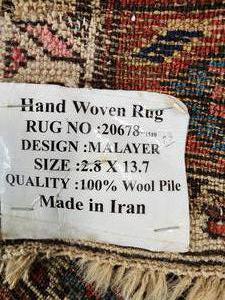 Hand Woven Rug
RUG NO :20678
DESIGN :MALAYER
SIZE :2.8 X 13.7
QUALITY :100% Wool Pile
Made in Iran